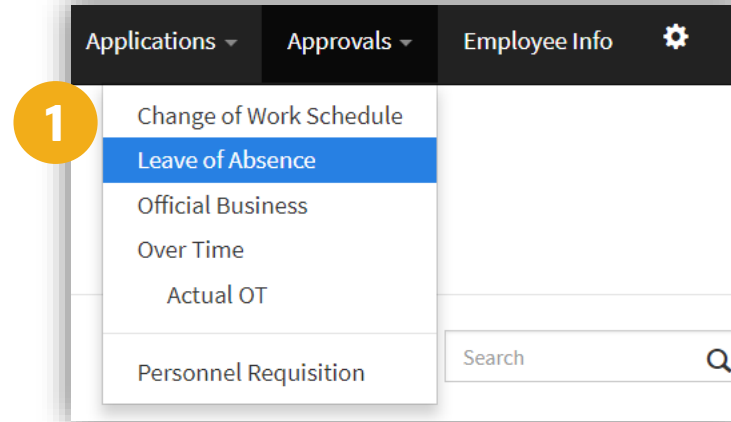 Applications Approvals Employee Info
1
Change of Work Schedule
Leave of Absence
Official Business
Over Time
Actual OT
Personnel Requisition
Search